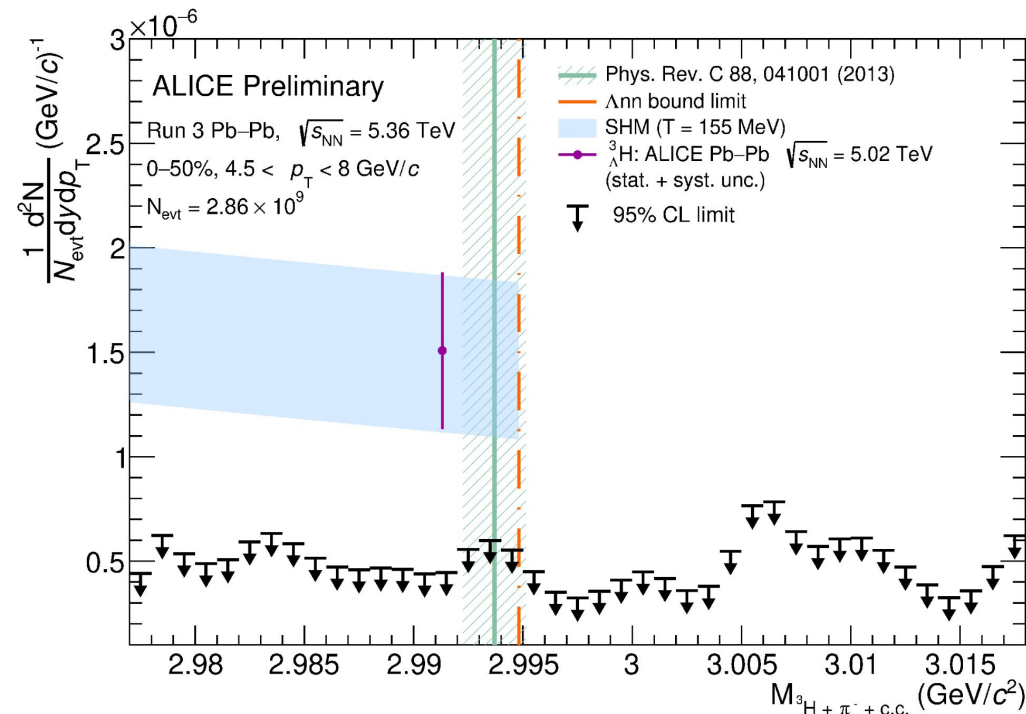 ×10⁻⁶
ALICE Preliminary
Run 3 Pb–Pb, √s_NN = 5.36 TeV
0–50%, 4.5 < p_T < 8 GeV/c
N_evt = 2.86 × 10⁹
Phys. Rev. C 88, 041001 (2013)
Λnn bound limit
SHM (T = 155 MeV)
³_ΛH: ALICE Pb–Pb √s_NN = 5.02 TeV
(stat. + syst. unc.)
95% CL limit
1/N_evt d²N/dydp_T (GeV/c)⁻¹
3
2.5
2
1.5
1
0.5
2.98 2.985 2.99 2.995 3 3.005 3.01 3.015
M_³H + π⁻ + c.c. (GeV/c²)